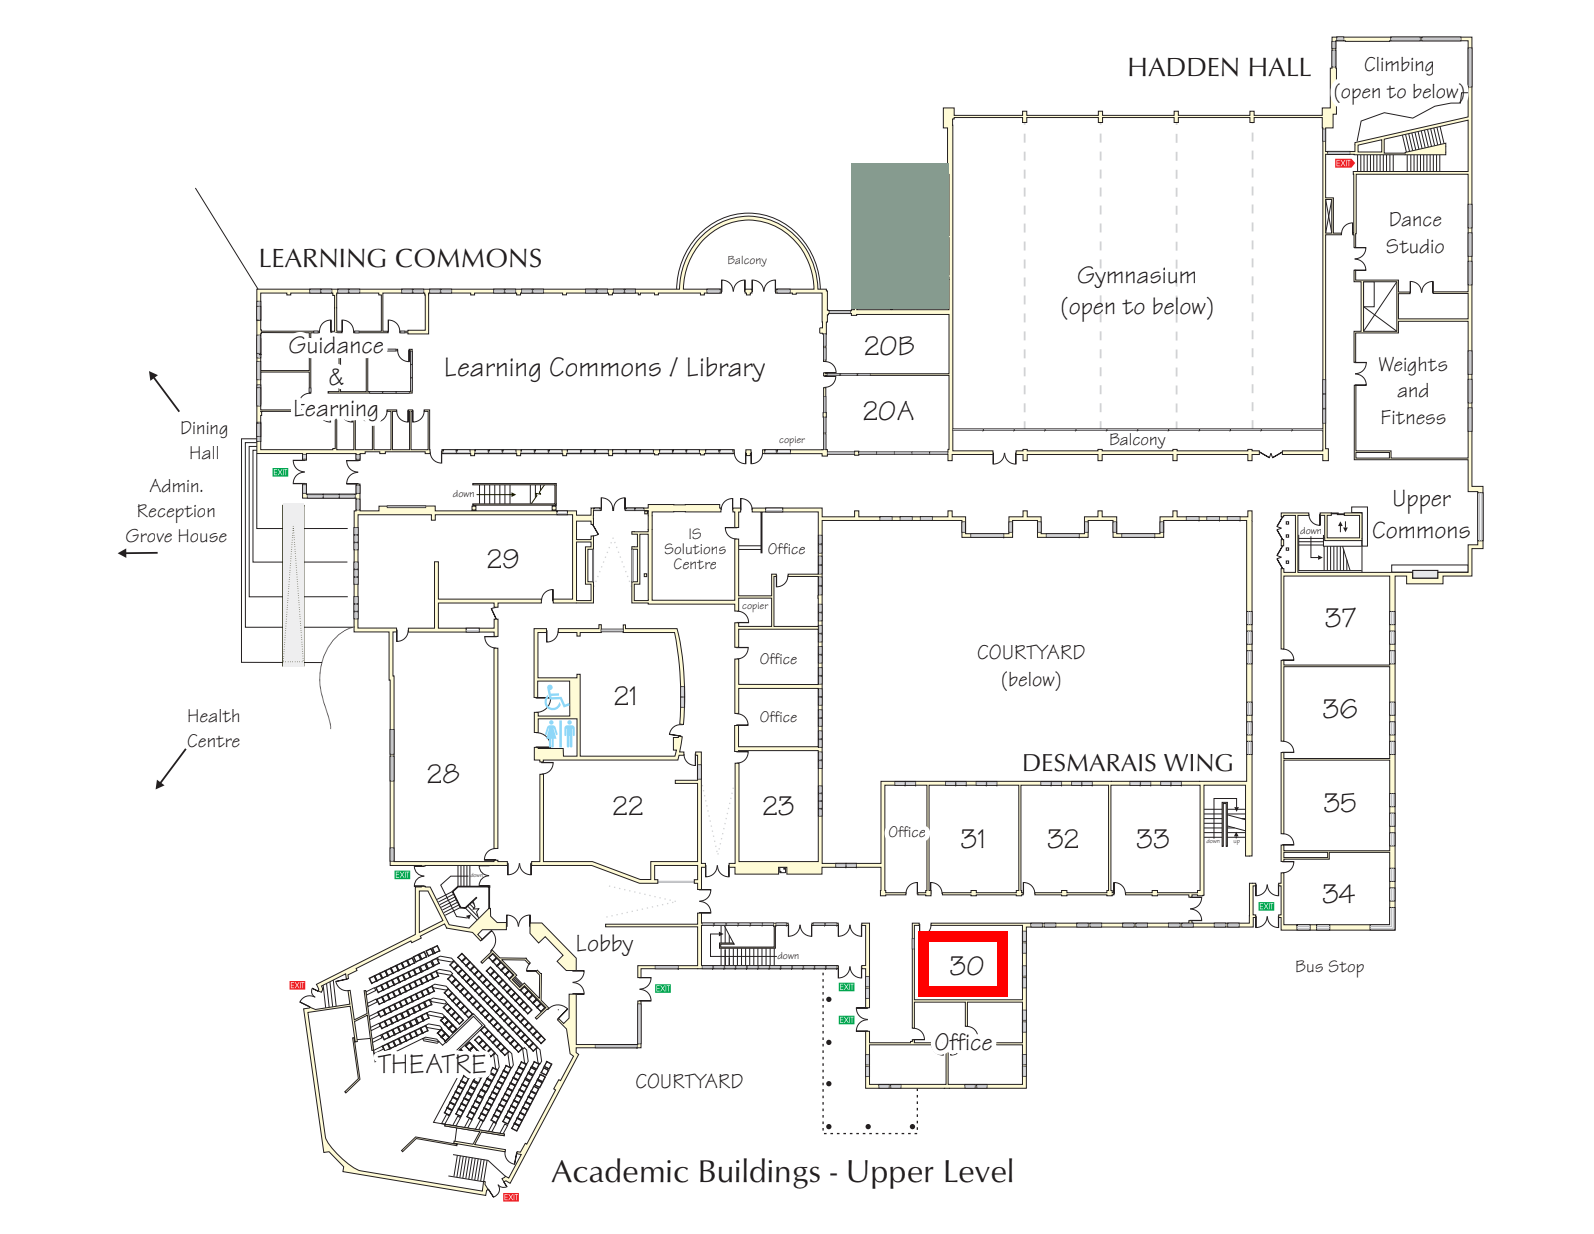 HADDEN HALL
Climbing
(open to below)
EXIT
Dance
Studio
LEARNING COMMONS
Balcony
Gymnasium
(open to below)
Guidance
&
Learning
Learning Commons / Library
20B
20A
Weights
and
Fitness
copier
Balcony
Dining
Hall
EXIT
Admin.
Reception
Grove House
down
Upper
Commons
down
29
IS
Solutions
Centre
Office
copier
37
COURTYARD
(below)
Office
21
36
Office
Health
Centre
DESMARAIS WING
28
22
23
35
Office
31
32
33
down
up
34
EXIT
down
EXIT
Lobby
down
30
Bus Stop
EXIT
EXIT
EXIT
EXIT
Office
THEATRE
COURTYARD
Academic Buildings - Upper Level
EXIT